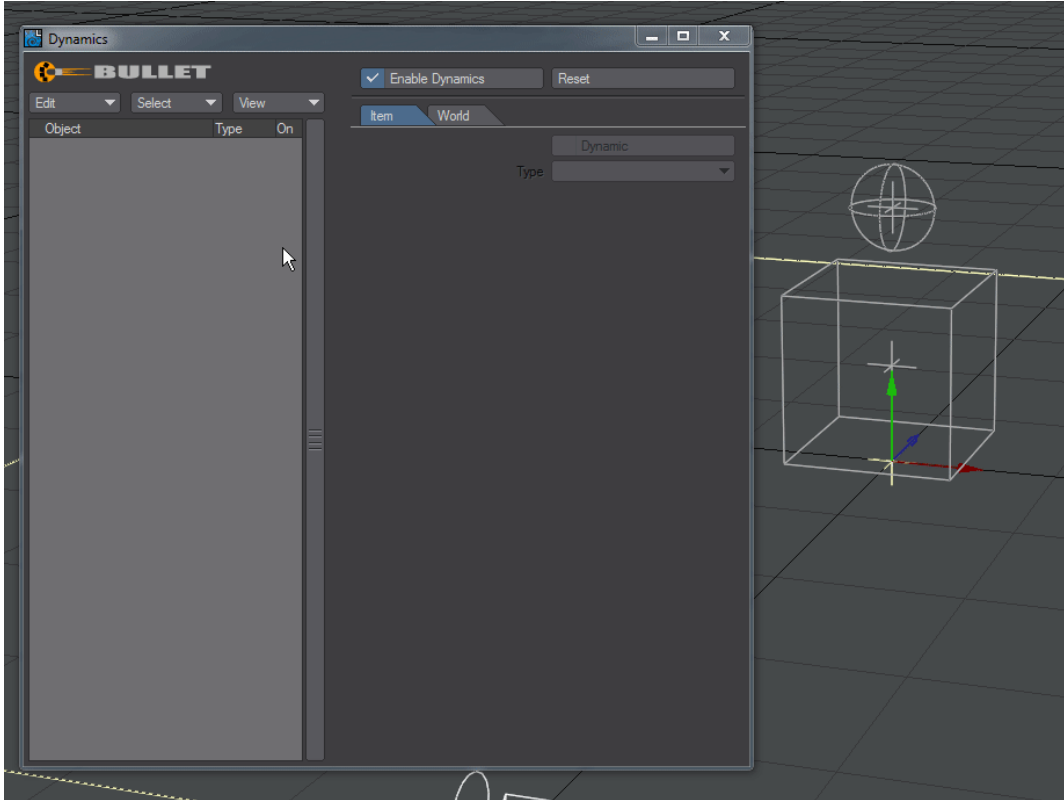 Dynamics
BULLET
Enable Dynamics Reset
Edit Select View
Item World
Object Type On
Dynamic
Type